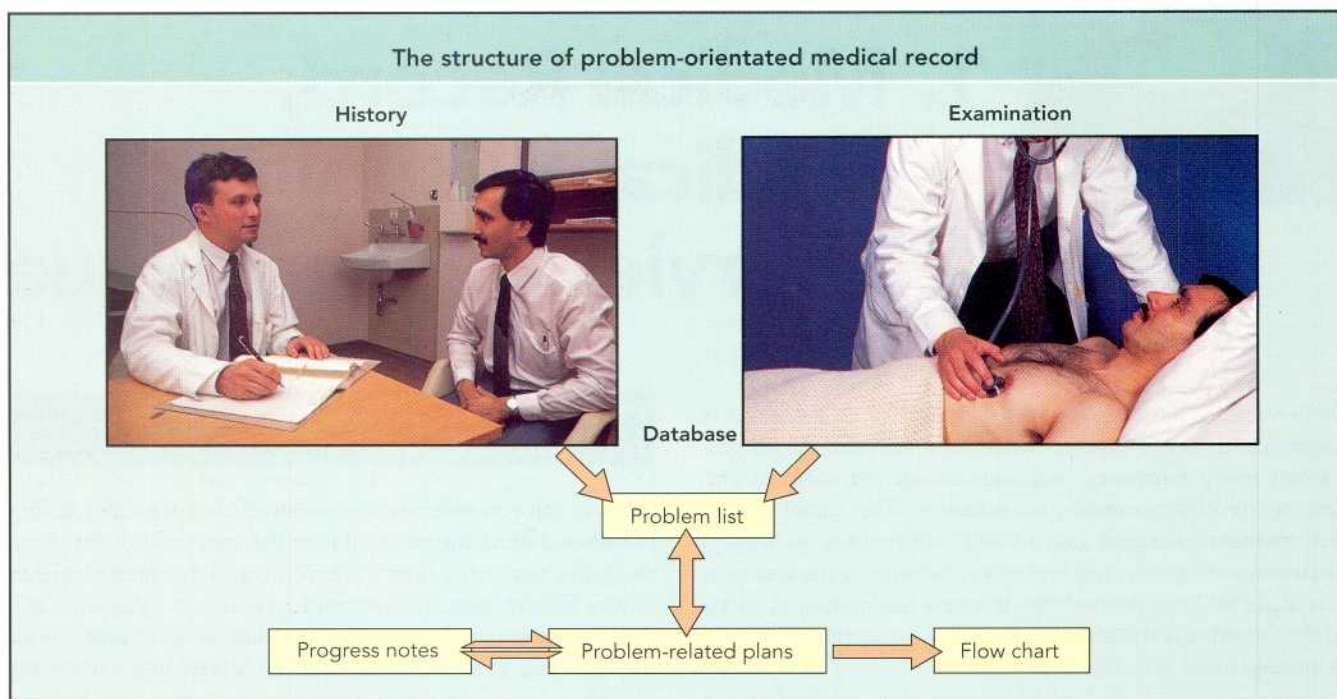 The structure of problem-orientated medical record
History
Examination
Database
Problem list
Progress notes
Problem-related plans
Flow chart